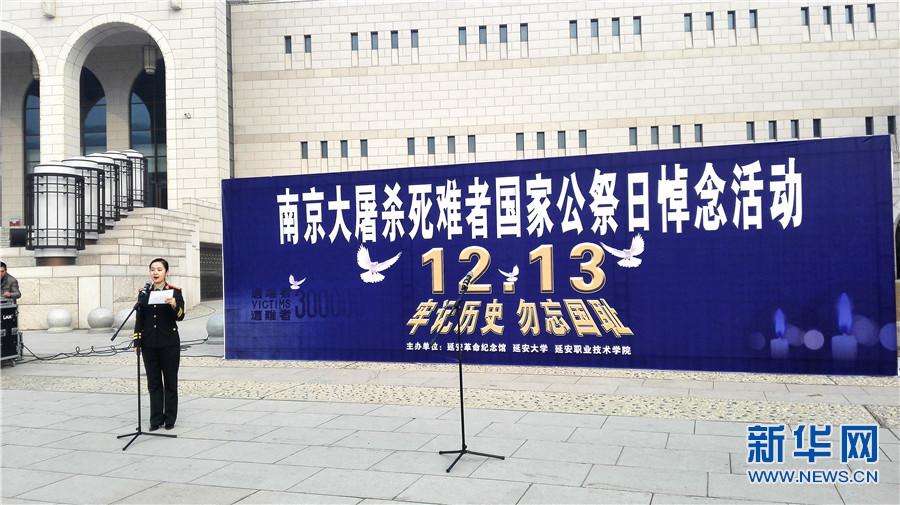 南京大屠杀死难者国家公祭日悼念活动
12.13
遇难者
VICTIMS 300000
遭难者
牢记历史 勿忘国耻
主办单位：延安革命纪念馆 延安大学 延安职业技术学院
新华网
WWW.NEWS.CN